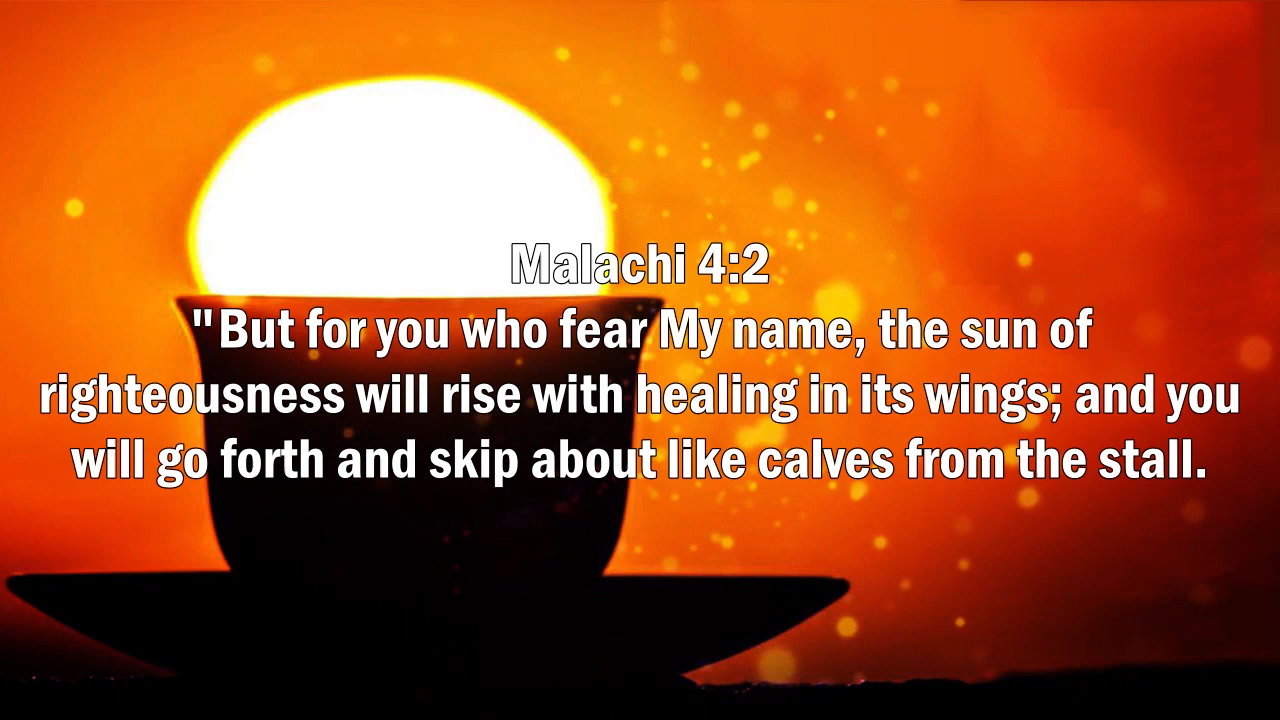 Malachi 4:2
"But for you who fear My name, the sun of
righteousness will rise with healing in its wings; and you
will go forth and skip about like calves from the stall.